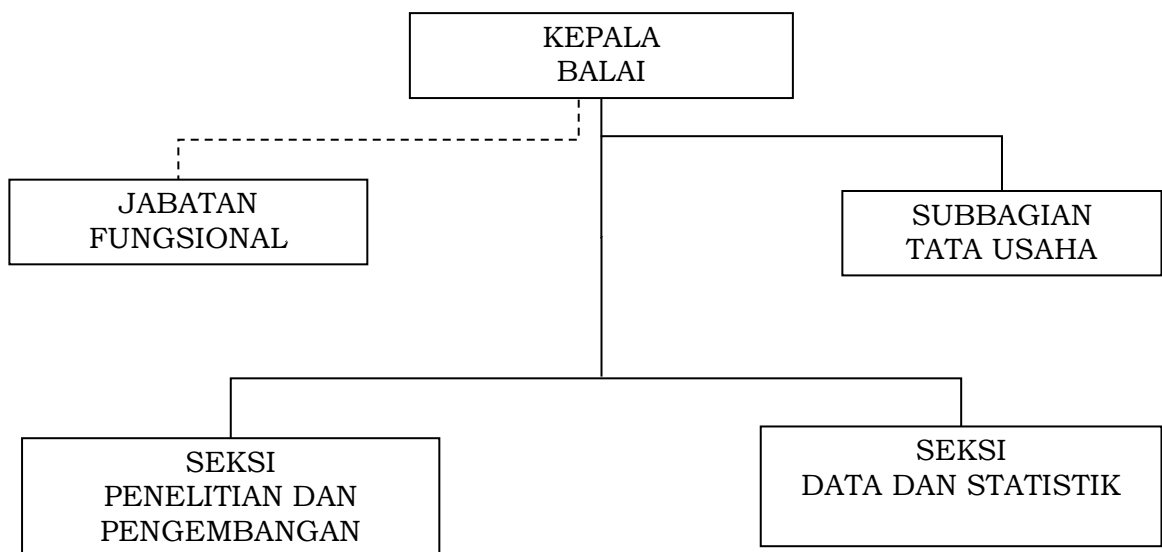 KEPALA
BALAI
JABATAN
FUNGSIONAL
SUBBAGIAN
TATA USAHA
SEKSI
PENELITIAN DAN
PENGEMBANGAN
SEKSI
DATA DAN STATISTIK